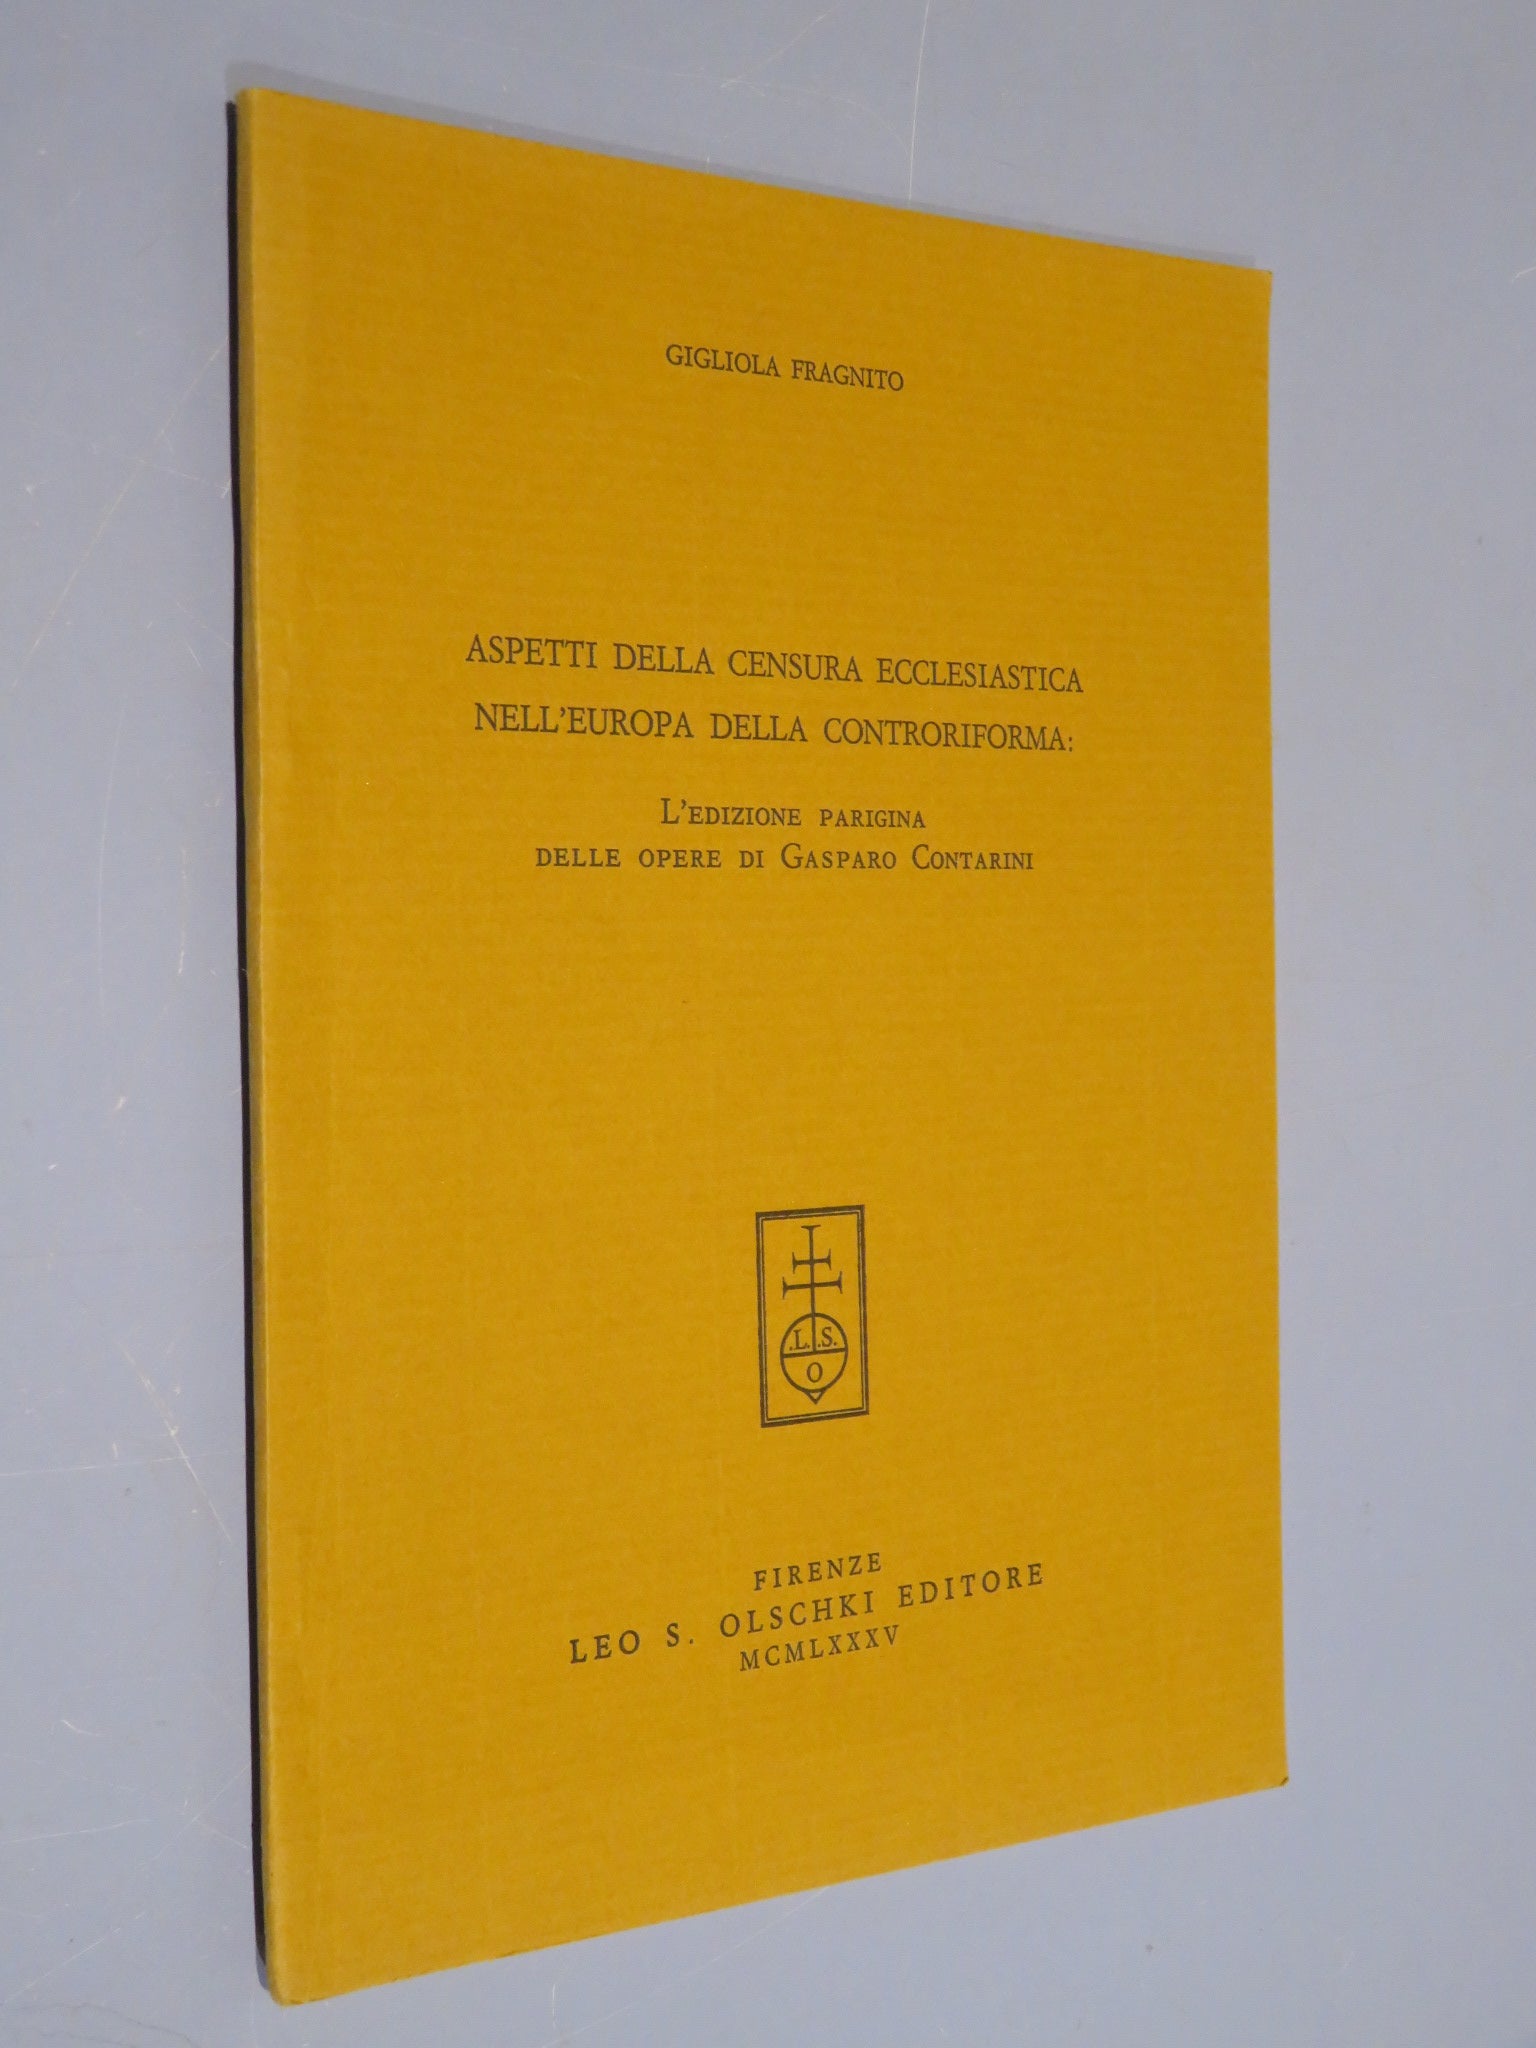 GIGLIOLA FRAGNITO
ASPETTI DELLA CENSURA ECCLESIASTICA
NELL'EUROPA DELLA CONTRORIFORMA:
L'EDIZIONE PARIGINA
DELLE OPERE DI GASPARO CONTARINI
.L. .S.
O
FIRENZE
LEO S. OLSCHKI EDITORE
MCMLXXXV